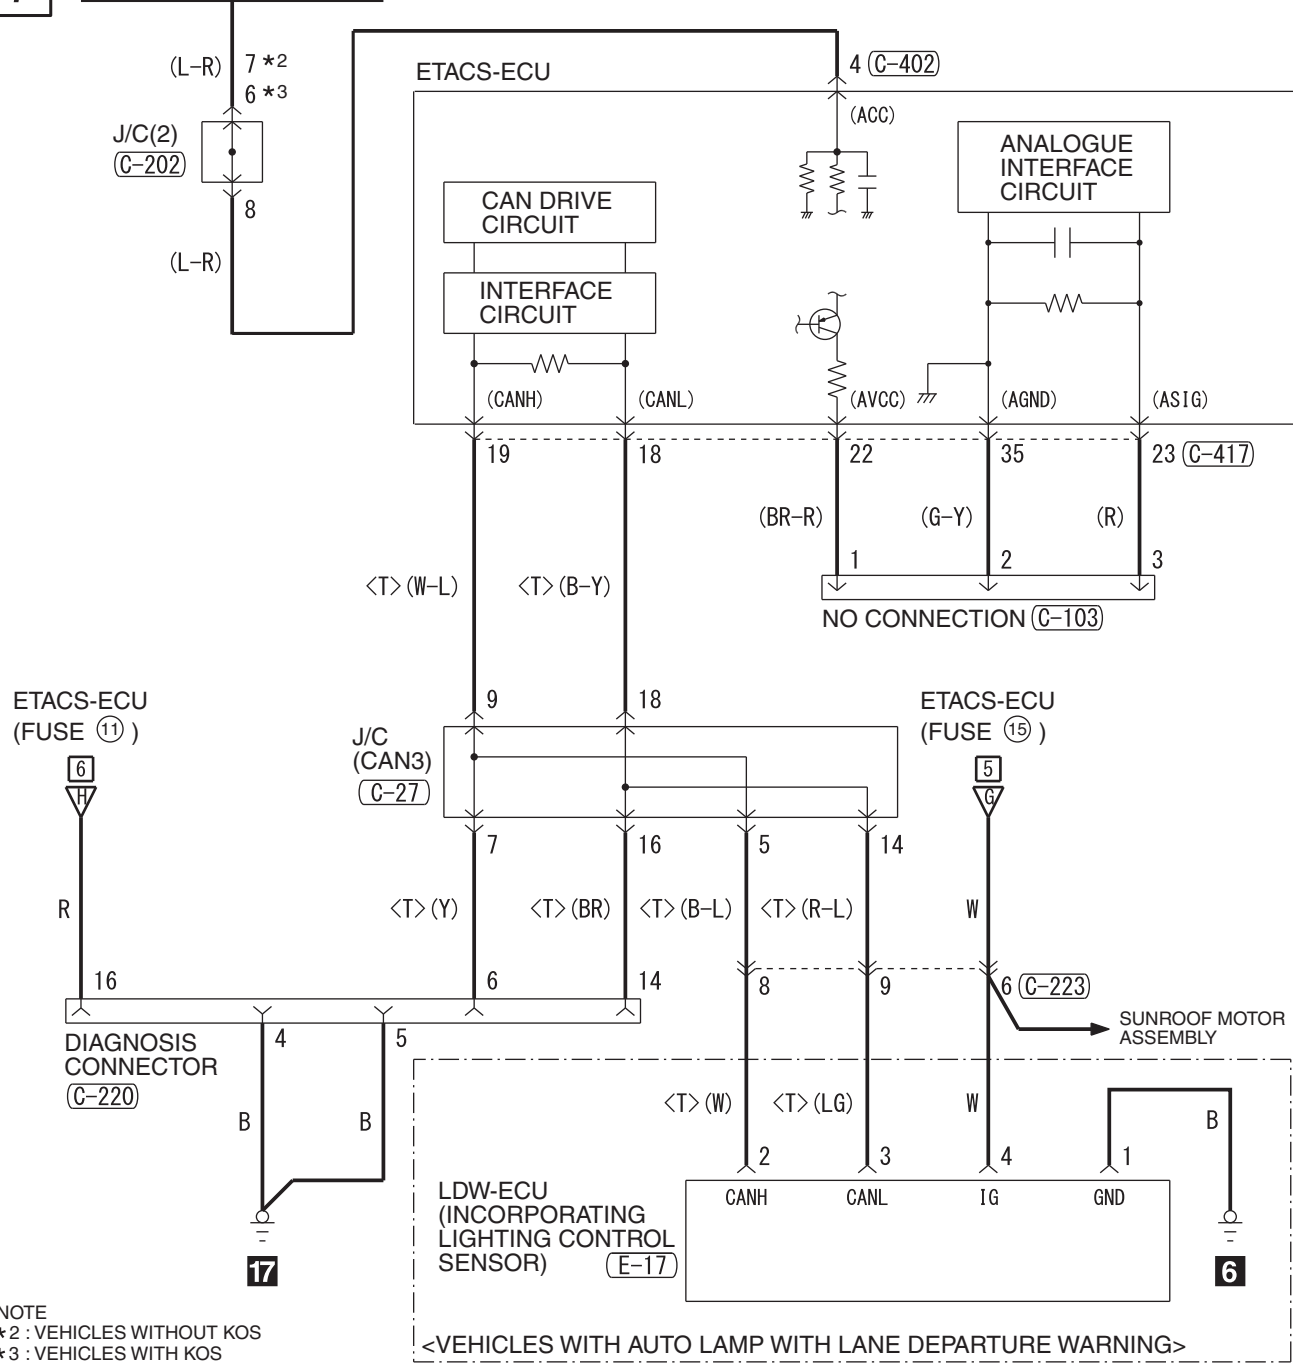 (L-R) 7 *2
6 *3
J/C(2)
C-202
8
(L-R)
ETACS-ECU
4 C-402
(ACC)
ANALOGUE
INTERFACE
CIRCUIT
CAN DRIVE
CIRCUIT
INTERFACE
CIRCUIT
(CANH)
(CANL)
(AVCC)
(AGND)
(ASIG)
19
18
22
35
23 C-417
(BR-R)
(G-Y)
(R)
1
2
3
NO CONNECTION C-103
<T>(W-L)
<T>(B-Y)
9
18
J/C
(CAN3)
C-27
ETACS-ECU
(FUSE 11 )
6
H
ETACS-ECU
(FUSE 15 )
5
G
7
16
5
14
R
<T>(Y)
<T>(BR)
<T>(B-L)
<T>(R-L)
W
16
6
14
8
9
6 C-223
SUNROOF MOTOR
ASSEMBLY
DIAGNOSIS
CONNECTOR
C-220
4
5
B
B
17
<T>(W)
<T>(LG)
W
B
2
3
4
1
CANH
CANL
IG
GND
LDW-ECU
(INCORPORATING
LIGHTING CONTROL
SENSOR)
E-17
6
<VEHICLES WITH AUTO LAMP WITH LANE DEPARTURE WARNING>
NOTE
*2 : VEHICLES WITHOUT KOS
*3 : VEHICLES WITH KOS